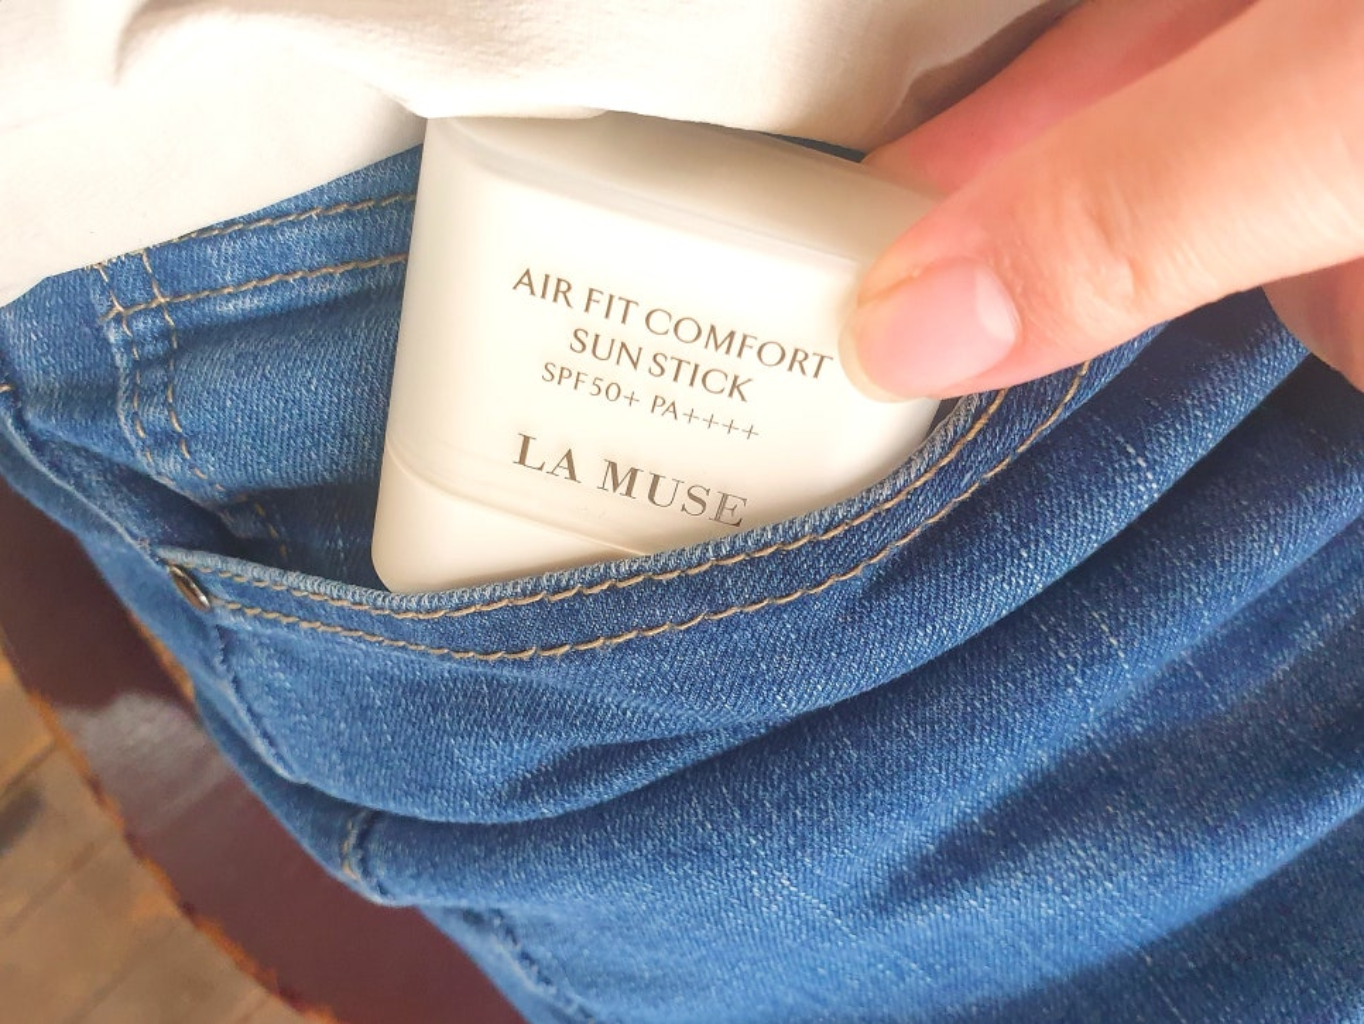 AIR FIT COMFORT
SUN STICK
SPF50+ PA++++
LA MUSE